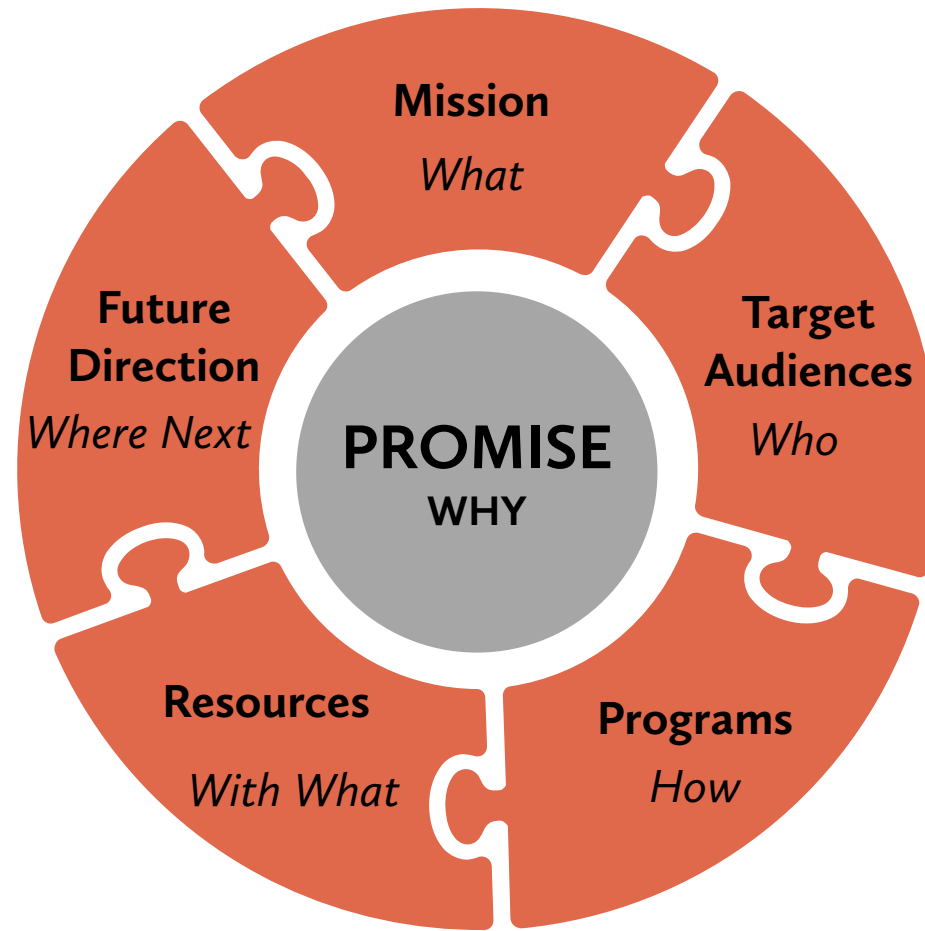 Mission
What
Target
Audiences
Who
Programs
How
Resources
With What
Future
Direction
Where Next
PROMISE
WHY